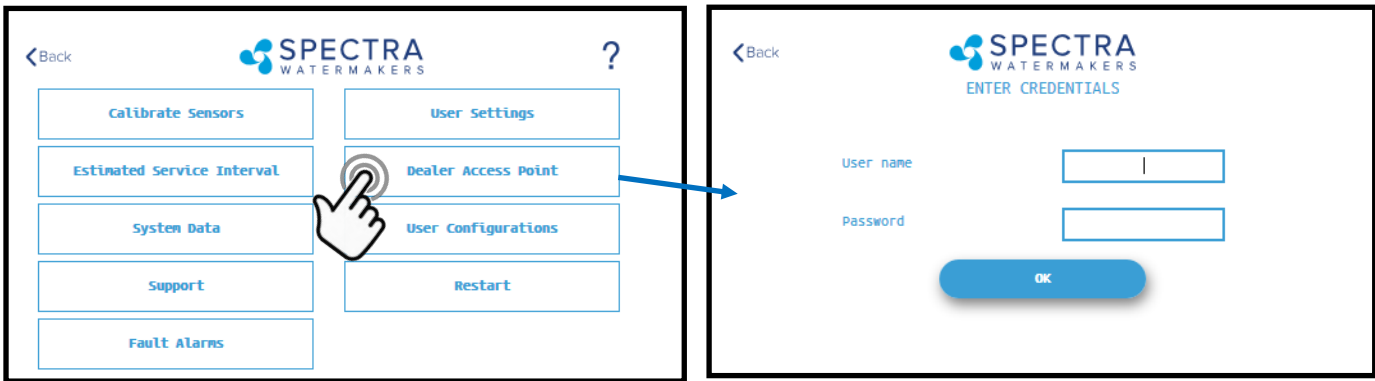 Back
SPECTRA
WATERMAKERS
?
Calibrate Sensors
User Settings
Estimated Service Interval
Dealer Access Point
System Data
User Configurations
Support
Restart
Fault Alarms
Back
SPECTRA
WATERMAKERS
ENTER CREDENTIALS
User name
Password
OK